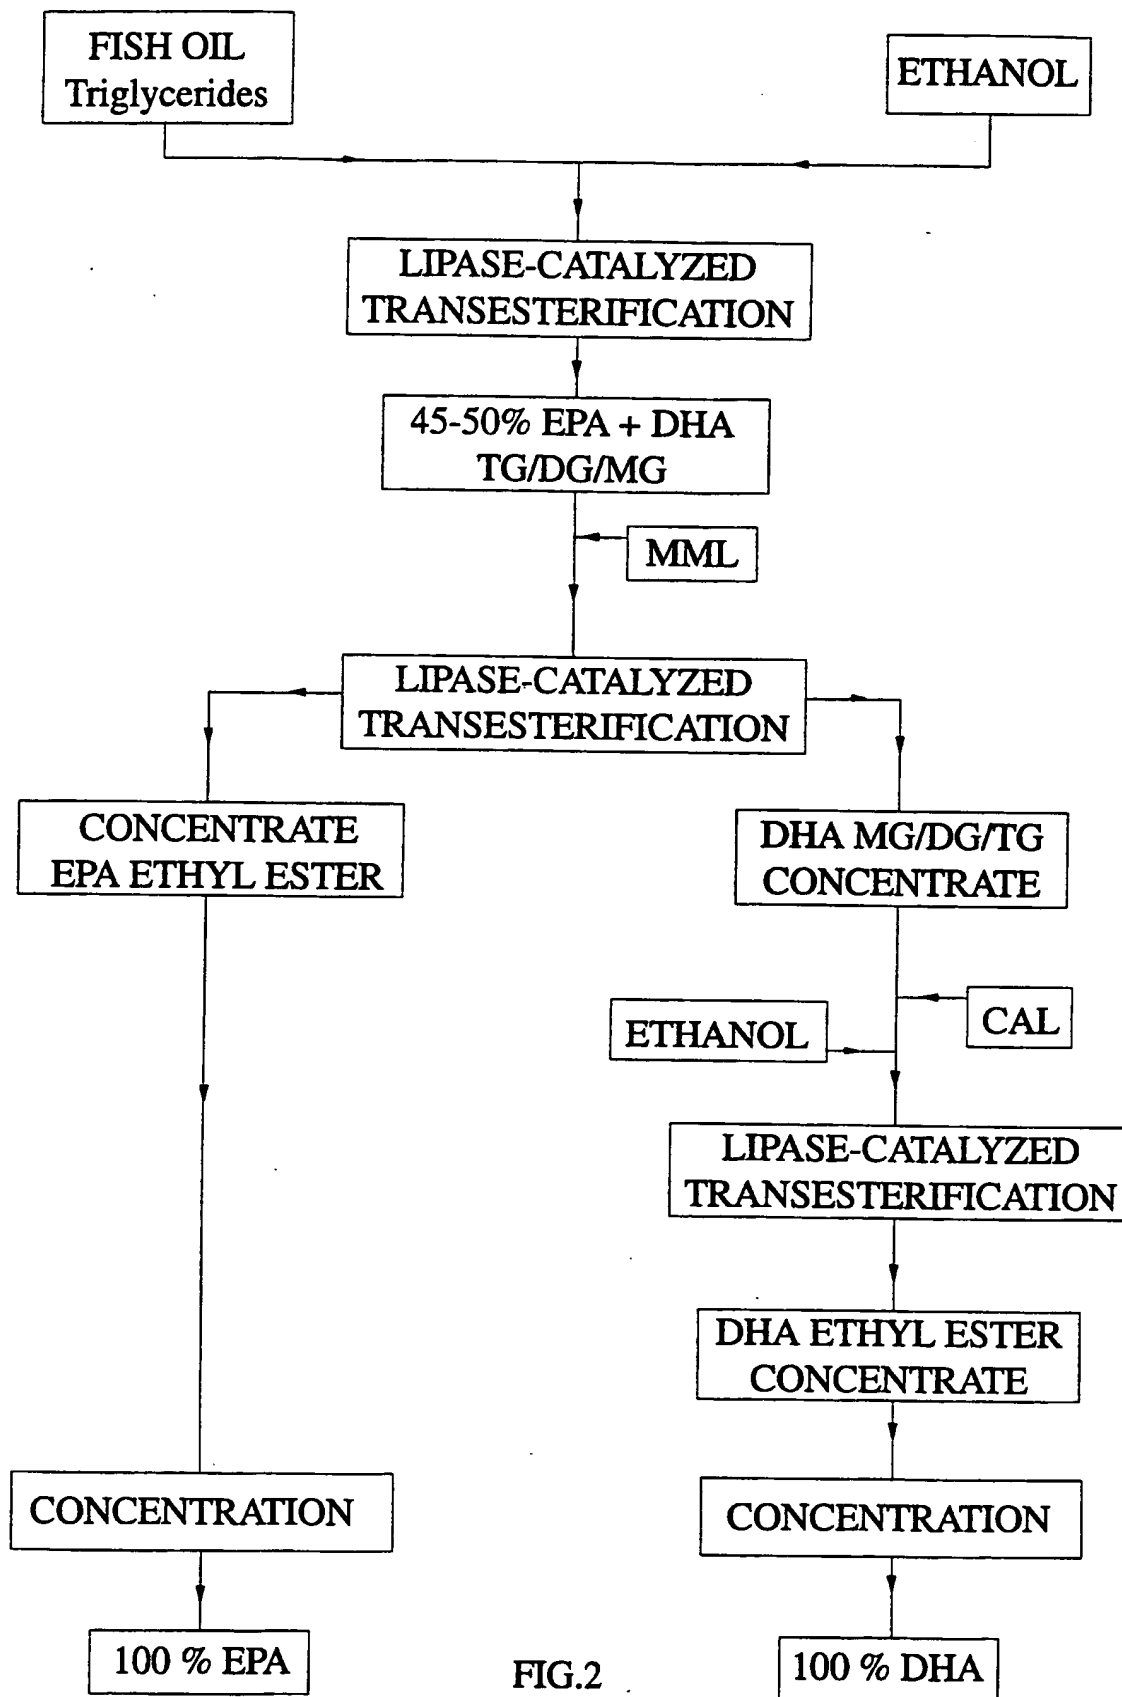 FISH OIL
Triglycerides
ETHANOL
LIPASE-CATALYZED
TRANSESTERIFICATION
45-50% EPA + DHA
TG/DG/MG
MML
LIPASE-CATALYZED
TRANSESTERIFICATION
CONCENTRATE
EPA ETHYL ESTER
DHA MG/DG/TG
CONCENTRATE
CAL
ETHANOL
LIPASE-CATALYZED
TRANSESTERIFICATION
DHA ETHYL ESTER
CONCENTRATE
CONCENTRATION
CONCENTRATION
100 % EPA
100 % DHA
FIG.2